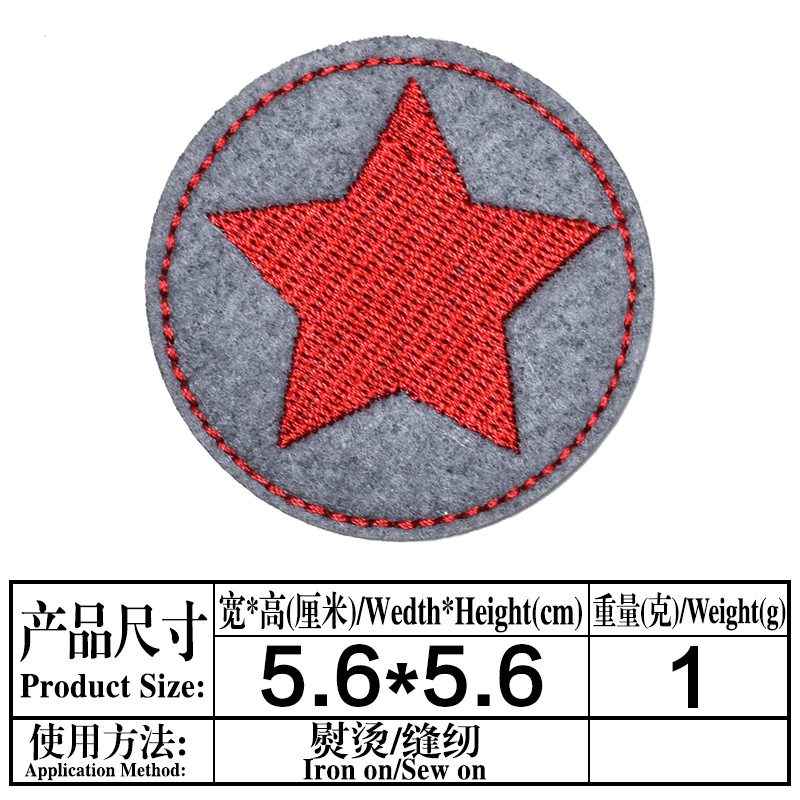 产品尺寸
Product Size:
宽*高(厘米)/Wedth*Height(cm)
重量(克)/Weight(g)
5.6*5.6
1
使用方法:
Application Method:
熨烫/缝纫
Iron on/Sew on